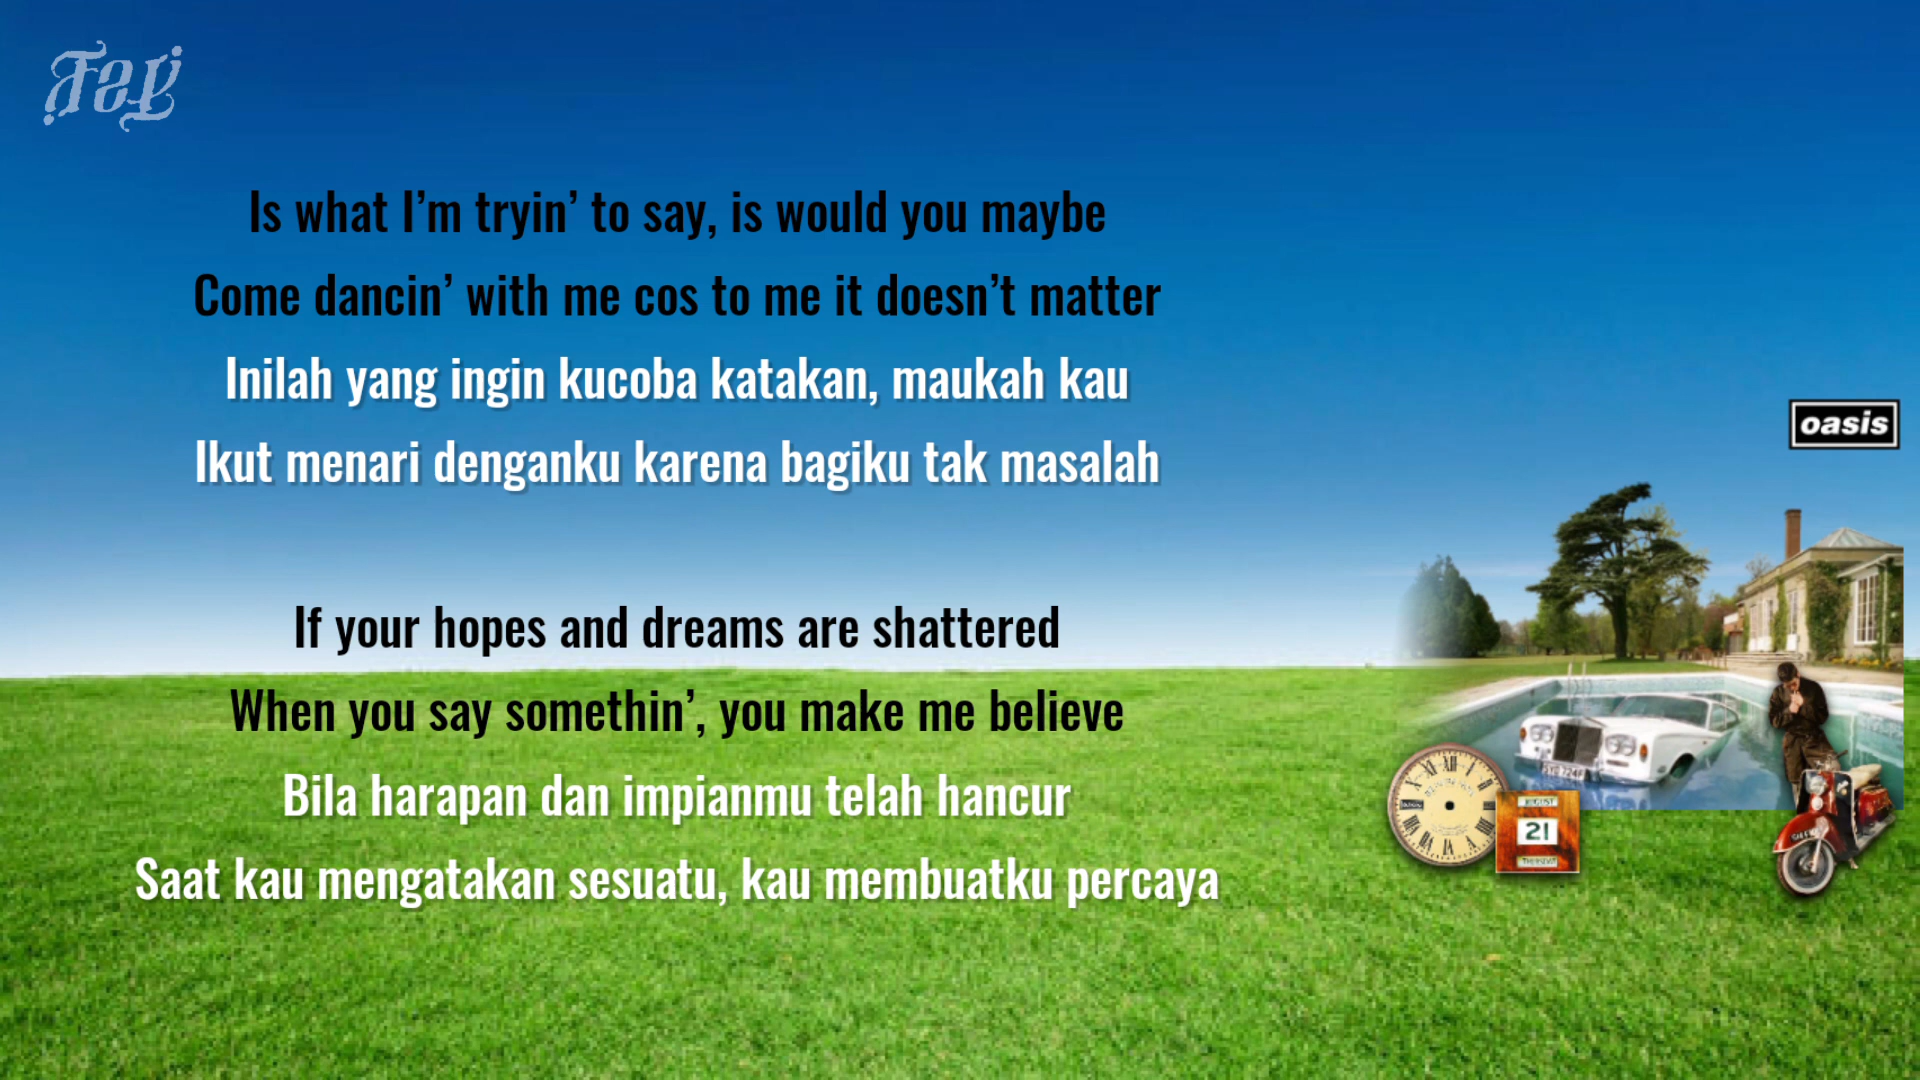 Is what I’m tryin’ to say, is would you maybe
Come dancin’ with me cos to me it doesn’t matter
Inilah yang ingin kucoba katakan, maukah kau
Ikut menari denganku karena bagiku tak masalah
If your hopes and dreams are shattered
When you say somethin’, you make me believe
Bila harapan dan impianmu telah hancur
Saat kau mengatakan sesuatu, kau membuatku percaya
oasis
AUGUST
21
THURSDAY